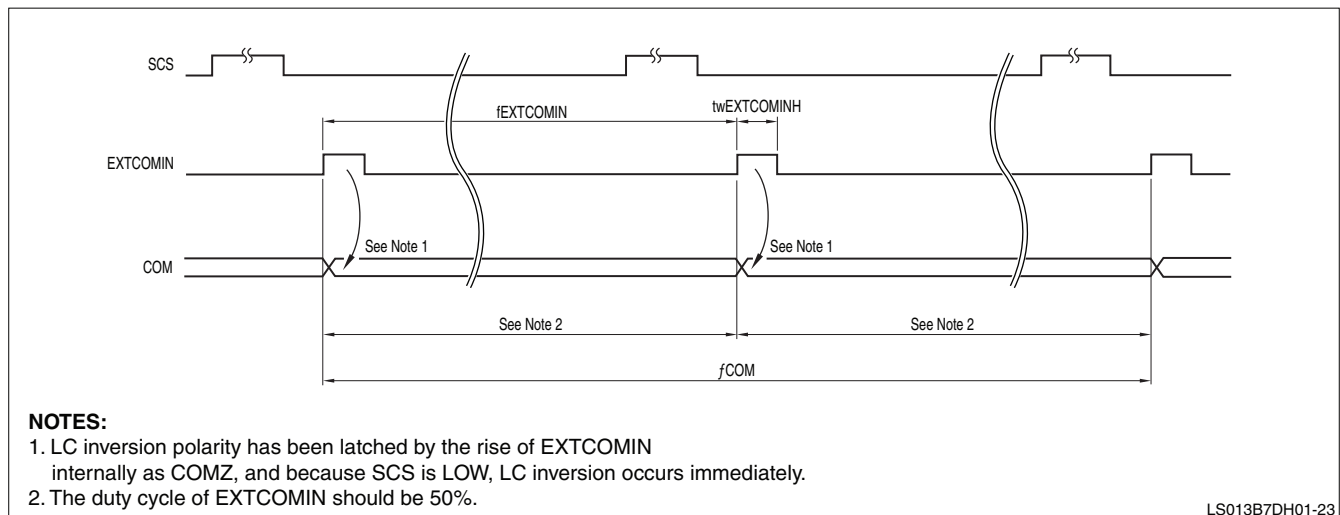 SCS
fEXTCOMIN
twEXTCOMINH
EXTCOMIN
See Note 1
See Note 1
COM
See Note 2
See Note 2
ƒCOM
NOTES:
1. LC inversion polarity has been latched by the rise of EXTCOMIN
internally as COMZ, and because SCS is LOW, LC inversion occurs immediately.
2. The duty cycle of EXTCOMIN should be 50%.
LS013B7DH01-23